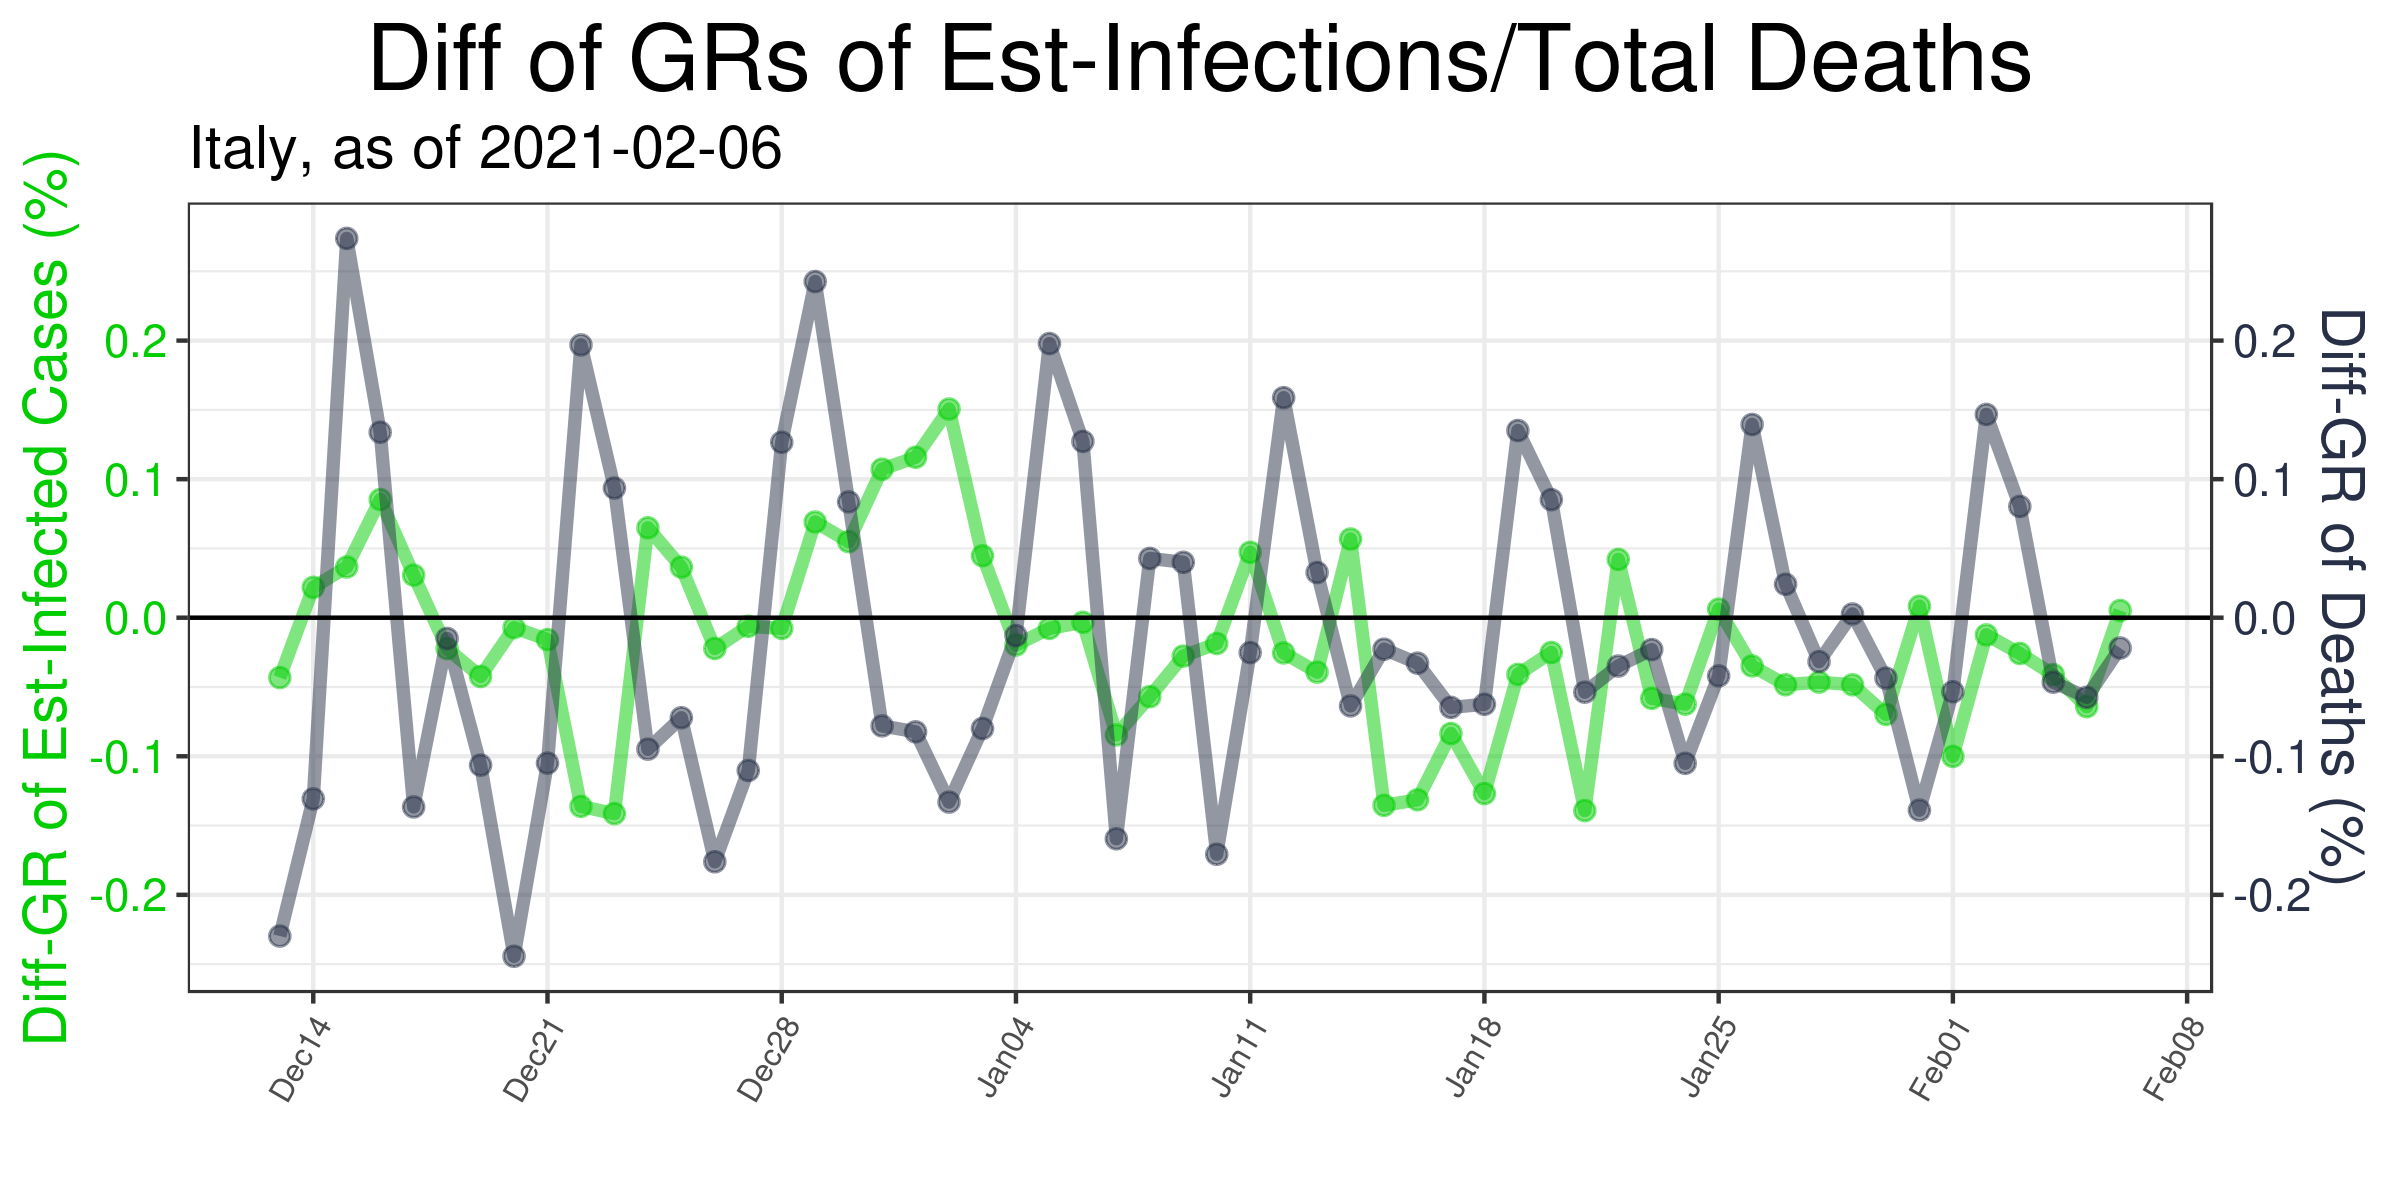 Diff of GRs of Est-Infections/Total Deaths
Italy, as of 2021-02-06
Diff-GR of Est-Infected Cases (%)
0.2
0.1
0.0
-0.1
-0.2
0.2
0.1
0.0
-0.1
-0.2
Diff-GR of Deaths (%)
Dec14
Dec21
Dec28
Jan04
Jan11
Jan18
Jan25
Feb01
Feb08